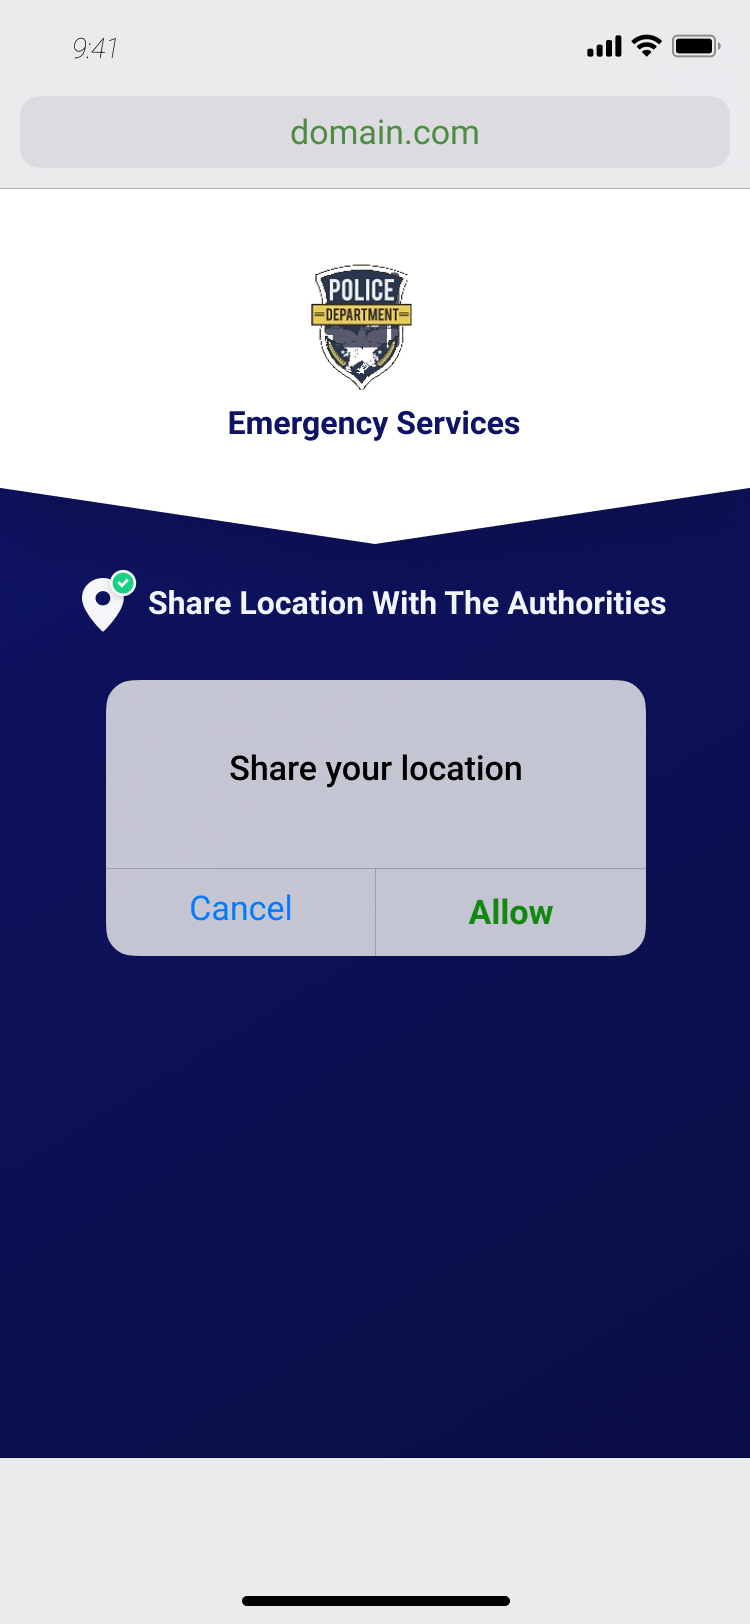 9:41
domain.com
POLICE
DEPARTMENT
Emergency Services
Share Location With The Authorities
Share your location
Cancel
Allow